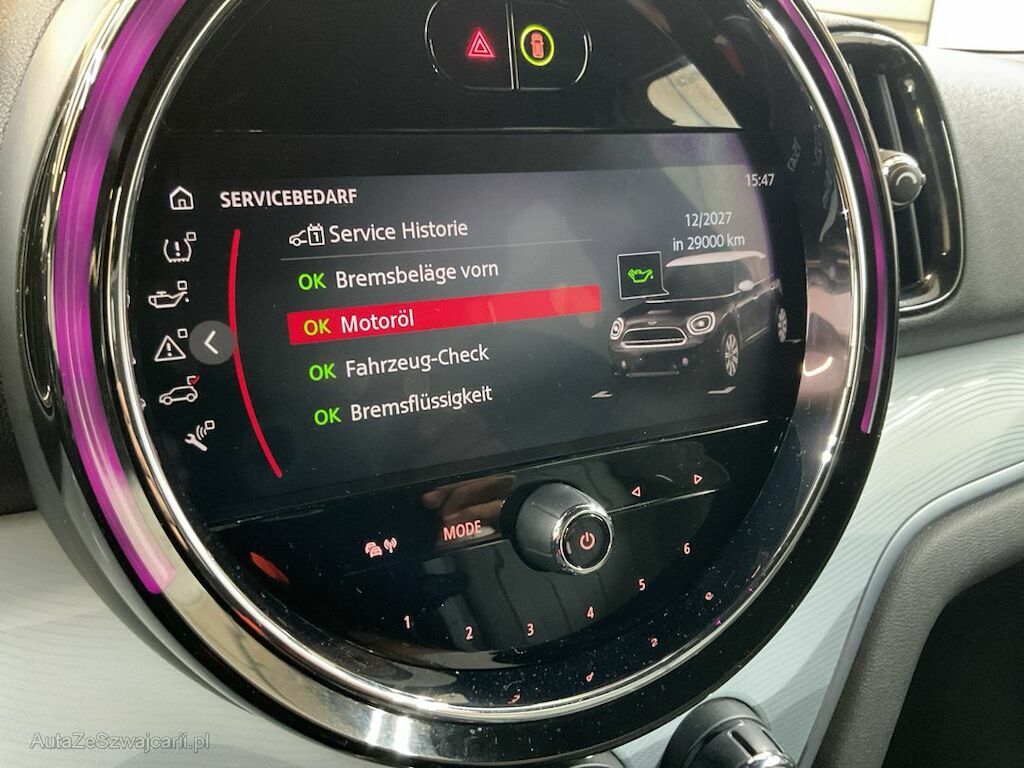 SERVICEBEDARF
15:47
Service Historie
12/2027
in 29000 km
OK Bremsbeläge vorn
OK Motoröl
OK Fahrzeug-Check
OK Bremsflüssigkeit
MODE
1 2 3 4 5 6
AutaZeSzwajcarii.pl